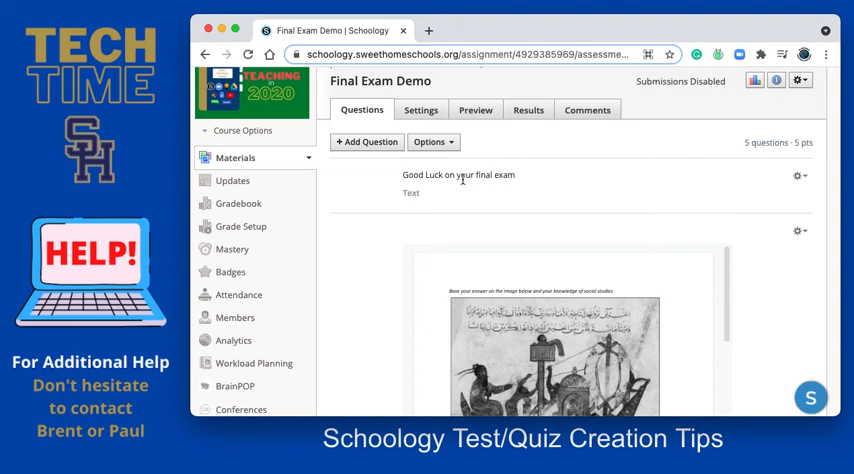 TECH
TIME
SH
HELP!
For Additional Help
Don't hesitate
to contact
Brent or Paul
Final Exam Demo | Schoology
schoology.sweethomeschools.org/assignment/4929385969/assessme...
TEACHING
in
2020
Course Options
Materials
Updates
Gradebook
Grade Setup
Mastery
Badges
Attendance
Members
Analytics
Workload Planning
BrainPOP
Conferences
Final Exam Demo
Submissions Disabled
Questions Settings Preview Results Comments
+ Add Question Options
5 questions · 5 pts
Good Luck on your final exam
Text
Base your answer on the image below and your knowledge of social studies
S
Schoology Test/Quiz Creation Tips